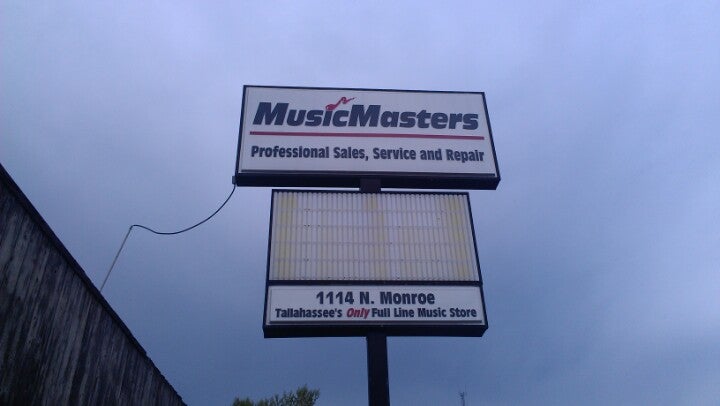 MusicMasters
Professional Sales, Service and Repair
1114 N. Monroe
Tallahassee's Only Full Line Music Store